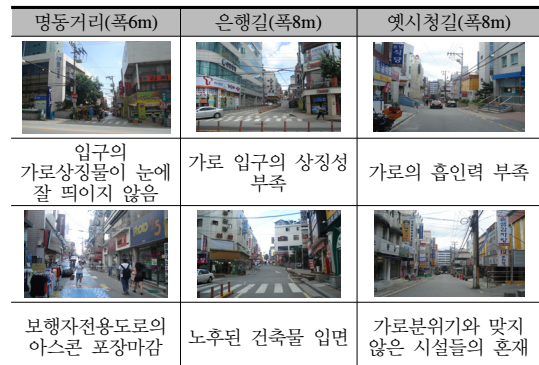 명동거리(폭6m) 은행길(폭8m) 옛시청길(폭8m)
입구의
가로상징물이 눈에
잘 띄이지 않음
가로 입구의 상징성
부족
가로의 흡인력 부족
보행자전용도로의
아스콘 포장마감
노후된 건축물 입면
가로분위기와 맞지
않은 시설들의 혼재